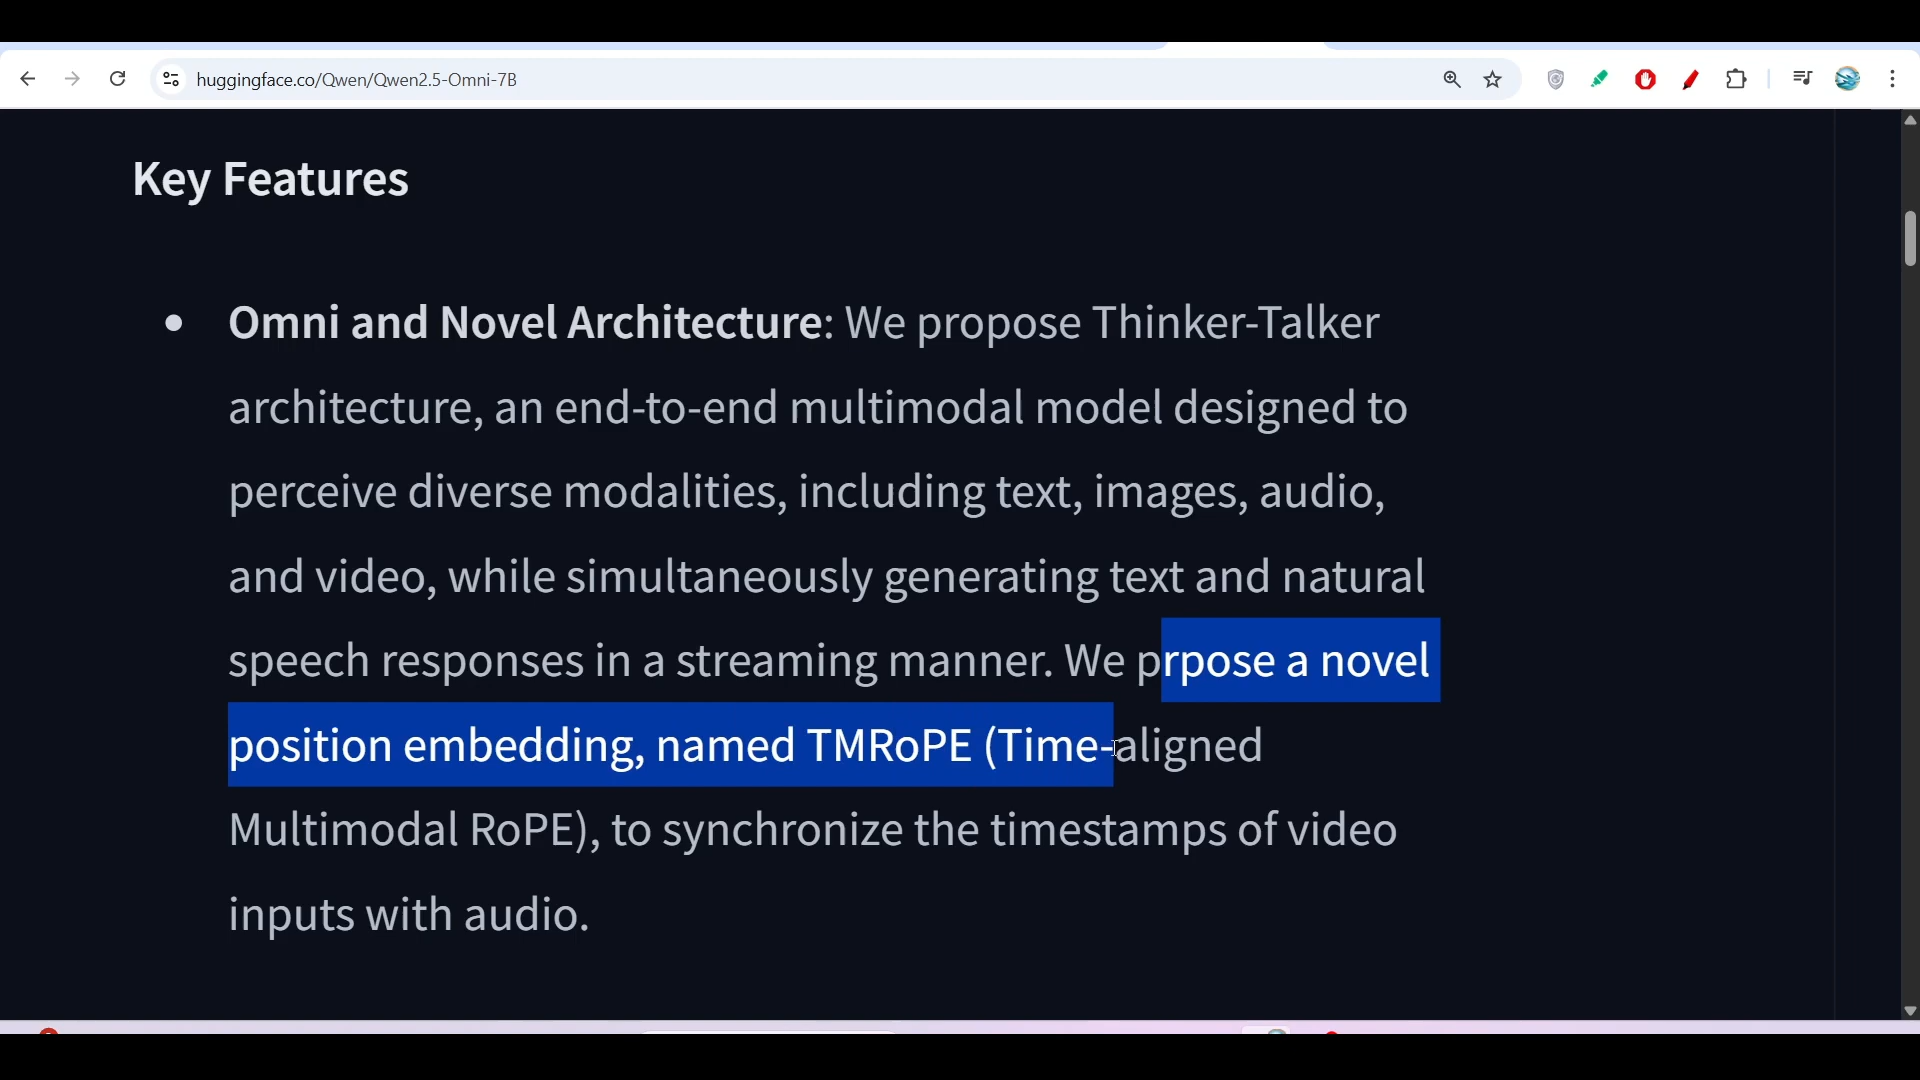 huggingface.co/Qwen/Qwen2.5-Omni-7B
Key Features
• Omni and Novel Architecture: We propose Thinker-Talker
architecture, an end-to-end multimodal model designed to
perceive diverse modalities, including text, images, audio,
and video, while simultaneously generating text and natural
speech responses in a streaming manner. We prpose a novel
position embedding, named TMRoPE (Time-aligned
Multimodal RoPE), to synchronize the timestamps of video
inputs with audio.